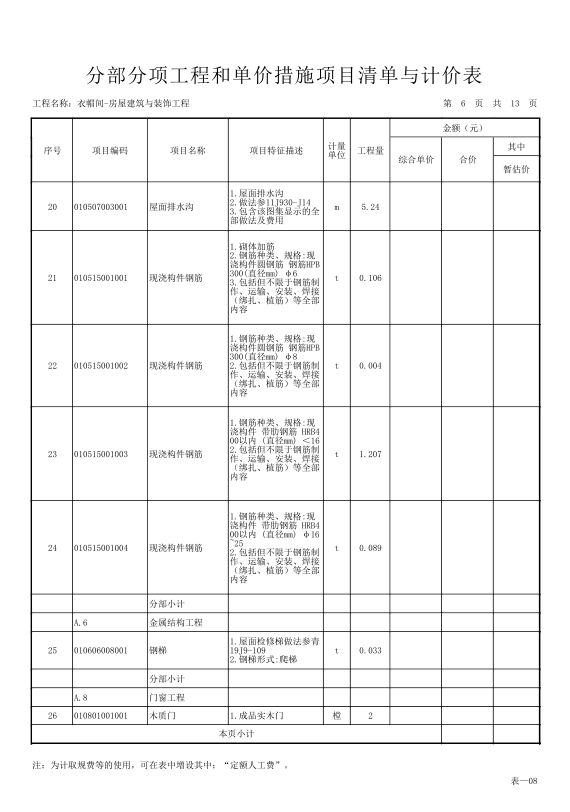 分部分项工程和单价措施项目清单与计价表
工程名称：衣帽间-房屋建筑与装饰工程 第 6 页 共 13 页
序号 项目编码 项目名称 项目特征描述 计量单位 工程量 金额（元）
综合单价 合价 其中
暂估价
20 010507003001 屋面排水沟 m 5.24
1.屋面排水沟
2.做法参11J930-J14
3.包含该图集显示的全
部做法及费用
21 010515001001 现浇构件钢筋 t 0.106
1.砌体加筋
2.钢筋种类、规格:现
浇构件圆钢筋 钢筋HPB
300(直径mm) φ6
3.包括但不限于钢筋制
作、运输、安装、焊接
（绑扎、植筋）等全部
内容
22 010515001002 现浇构件钢筋 t 0.004
1.钢筋种类、规格:现
浇构件圆钢筋 钢筋HPB
300(直径mm) φ8
2.包括但不限于钢筋制
作、运输、安装、焊接
（绑扎、植筋）等全部
内容
23 010515001003 现浇构件钢筋 t 1.207
1.钢筋种类、规格:现
浇构件 带肋钢筋 HRB4
00以内 (直径mm) ＜16
2.包括但不限于钢筋制
作、运输、安装、焊接
（绑扎、植筋）等全部
内容
24 010515001004 现浇构件钢筋 t 0.089
1.钢筋种类、规格:现
浇构件 带肋钢筋 HRB4
00以内 (直径mm) φ16
~25
2.包括但不限于钢筋制
作、运输、安装、焊接
（绑扎、植筋）等全部
内容
分部小计
A.6 金属结构工程
25 010606008001 钢梯 t 0.033
1.屋面检修梯做法参青
19J9-109
2.钢梯形式:爬梯
分部小计
A.8 门窗工程
26 010801001001 木质门 1.成品实木门 樘 2
本页小计
注：为计取规费等的使用，可在表中增设其中：“定额人工费”。
表—08